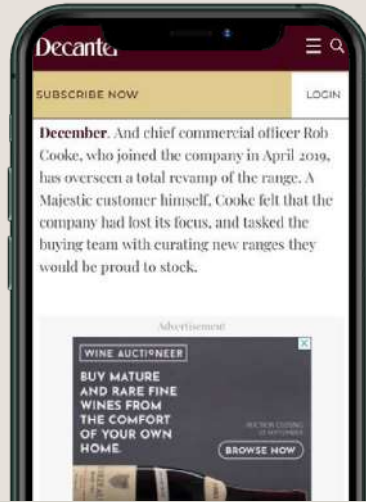 Decanter
SUBSCRIBE NOW
LOGIN
December. And chief commercial officer Rob
Cooke, who joined the company in April 2019,
has overseen a total revamp of the range. A
Majestic customer himself, Cooke felt that the
company had lost its focus, and tasked the
buying team with curating new ranges they
would be proud to stock.
Advertisement
WINE AUCTIONEER
BUY MATURE
AND RARE FINE
WINES FROM
THE COMFORT
OF YOUR OWN
HOME.
AUCTION CLOSING
BROWSE NOW